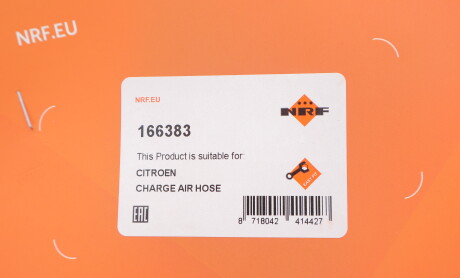 NRF.EU
NRF.EU
NRF
166383
This Product is suitable for:
CITROEN
CHARGE AIR HOSE
EAC
8 718042 414427